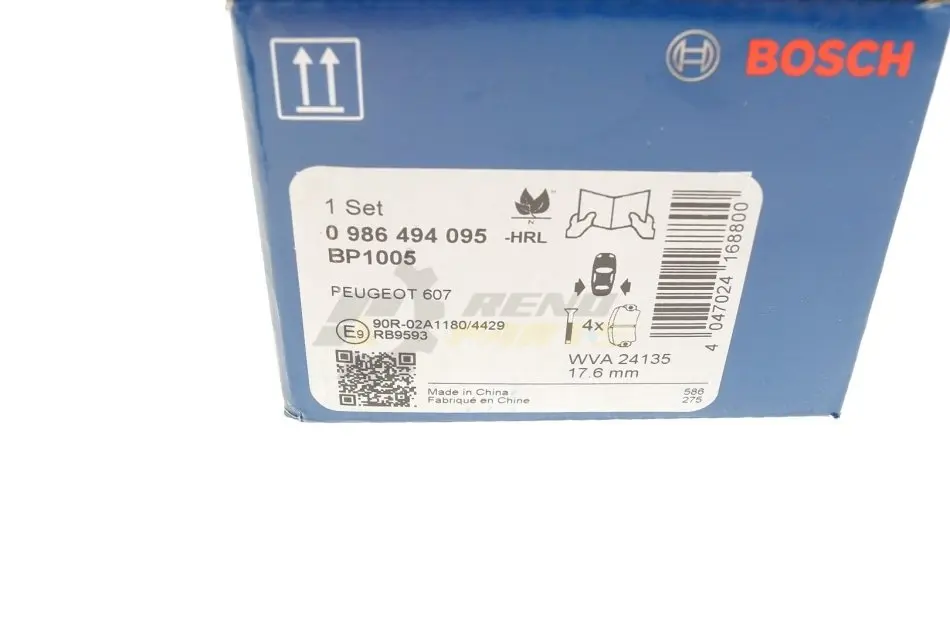 BOSCH
1 Set
0 986 494 095 -HRL
BP1005
PEUGEOT 607
E9 90R-02A1180/4429
RB9593
4x
WVA 24135
17.6 mm
Made in China
Fabriqué en Chine
586
275
4 047024 168800
RENO